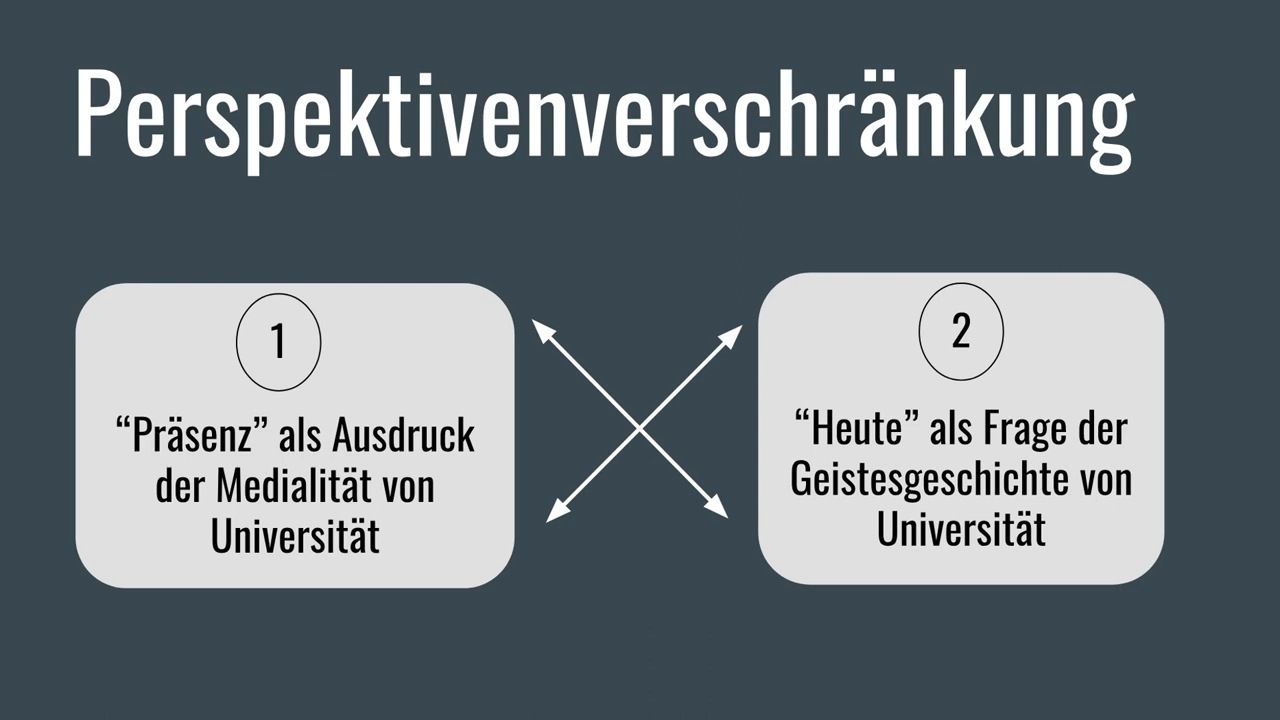 Perspektivenverschränkung
1
“Präsenz” als Ausdruck
der Medialität von
Universität
2
“Heute” als Frage der
Geistesgeschichte von
Universität